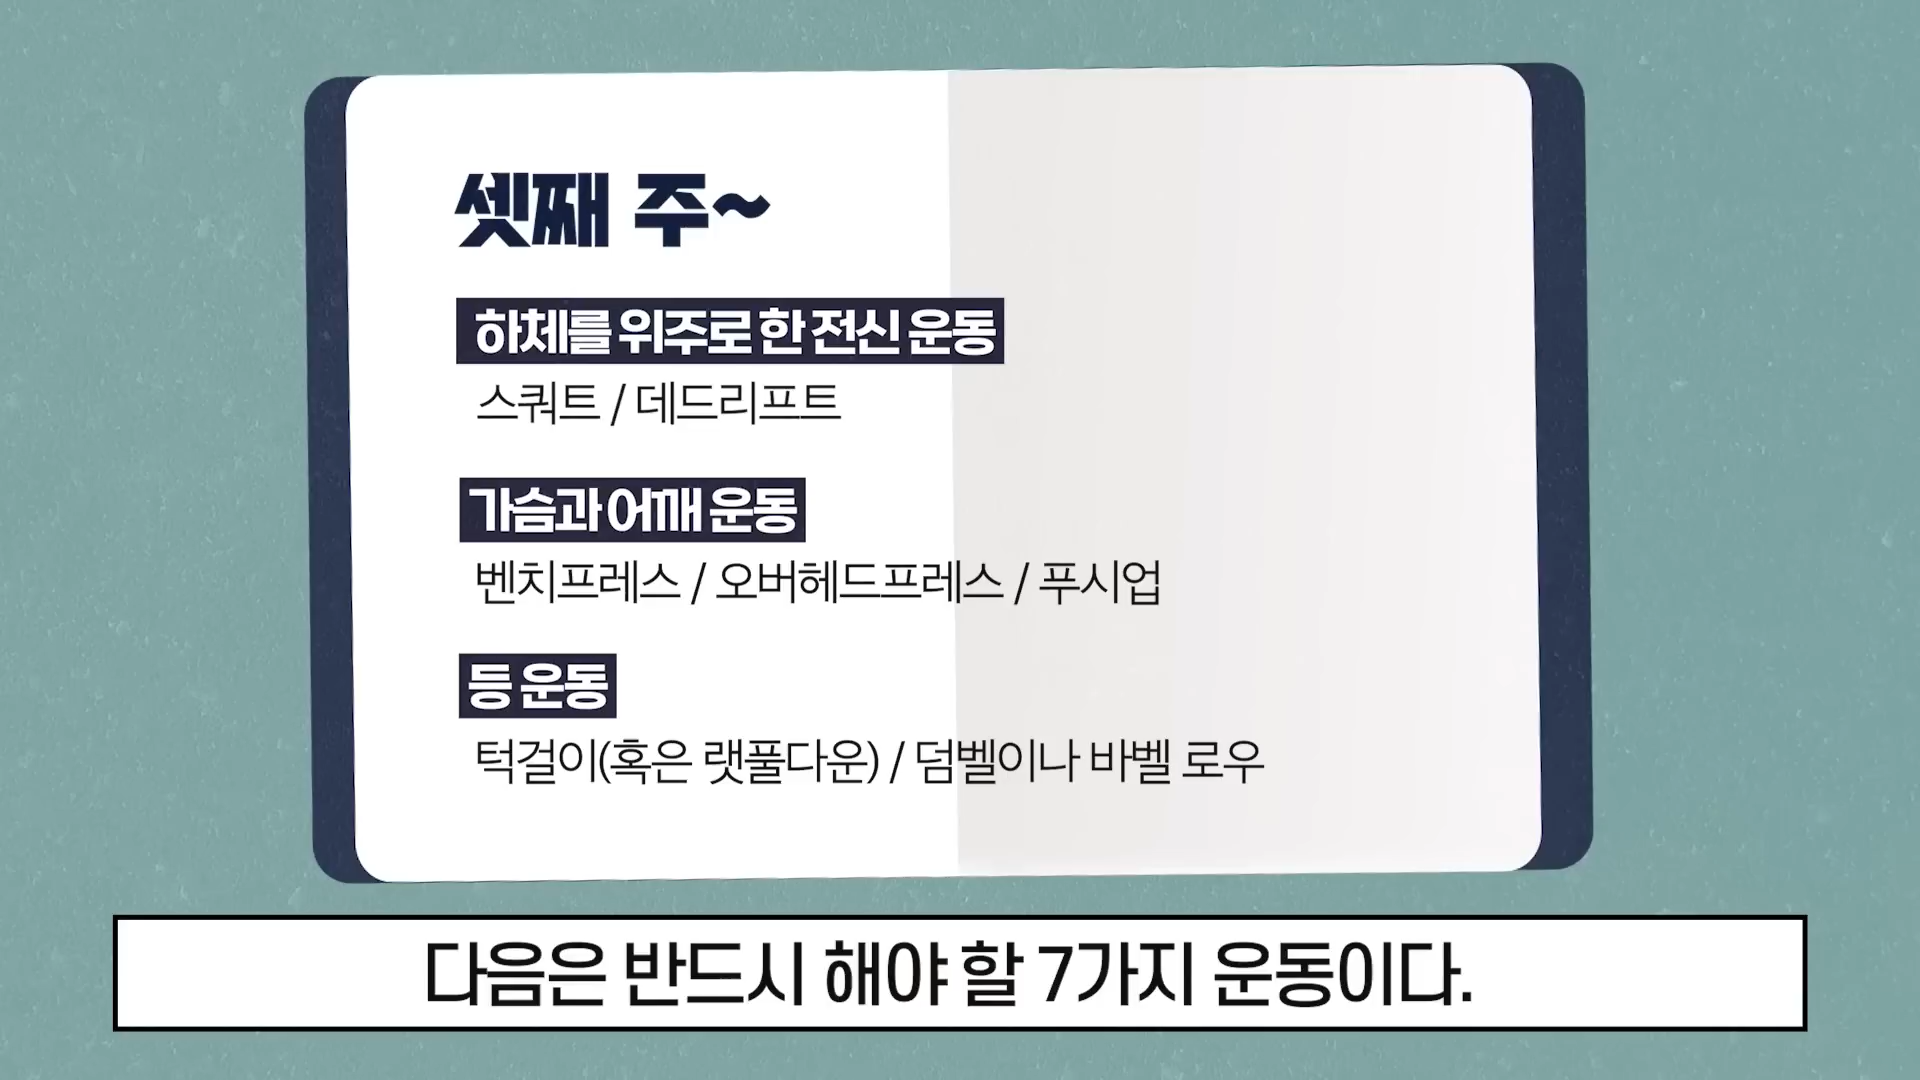 셋째 주~
하체를 위주로 한 전신 운동
스쿼트 / 데드리프트
가슴과 어깨 운동
벤치프레스 / 오버헤드프레스 / 푸시업
등 운동
턱걸이(혹은 랫풀다운) / 덤벨이나 바벨 로우
다음은 반드시 해야 할 7가지 운동이다.